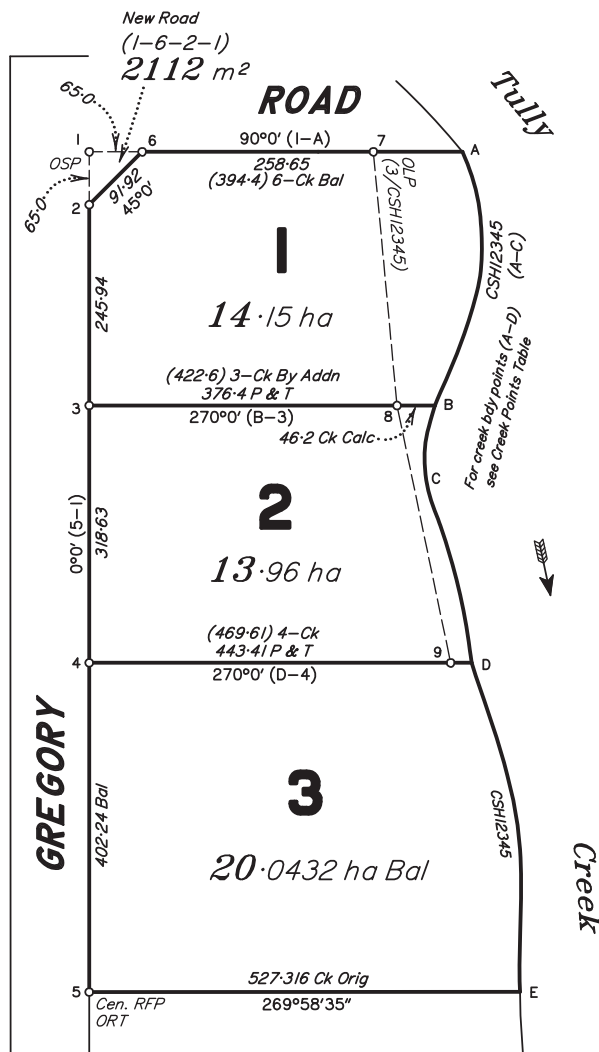 New Road
(1-6-2-1)
2112 m²
Tully
65·0
ROAD
1
6
90°0' (1-A)
7
A
OSP
258·65
(394·4) 6-Ck Bal
OLP
(3/CSH12345)
91·92
45°0'
65·0
2
1
CSH12345
(A-C)
245·94
14·15 ha
For creek bdy points (A-D)
see Creek Points Table
(422·6) 3-Ck By Addn
376·4 P & T
3
270°0' (B-3)
8
B
46·2 Ck Calc
C
2
0°0' (5-1)
318·63
13·96 ha
(469·61) 4-Ck
443·41 P & T
9
4
270°0' (D-4)
D
GREGORY
3
402·24 Bal
CSH12345
20·0432 ha Bal
Creek
527·316 Ck Orig
5
269°58'35"
E
Cen. RFP
ORT